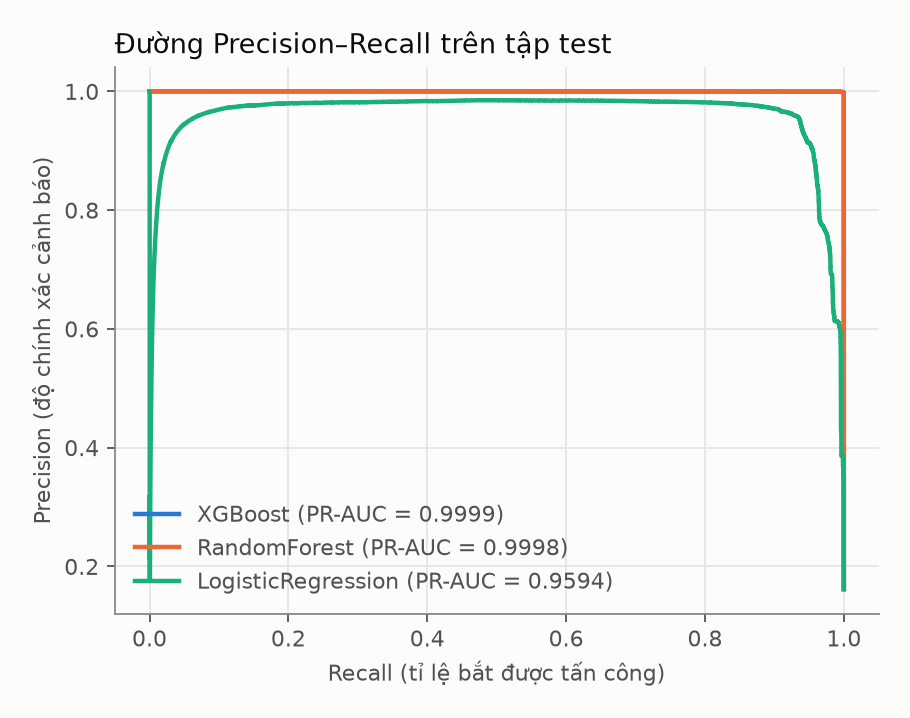 Đường Precision–Recall trên tập test
Precision (độ chính xác cảnh báo)
1.0
0.8
0.6
0.4
0.2
XGBoost (PR-AUC = 0.9999)
RandomForest (PR-AUC = 0.9998)
LogisticRegression (PR-AUC = 0.9594)
0.0 0.2 0.4 0.6 0.8 1.0
Recall (tỉ lệ bắt được tấn công)